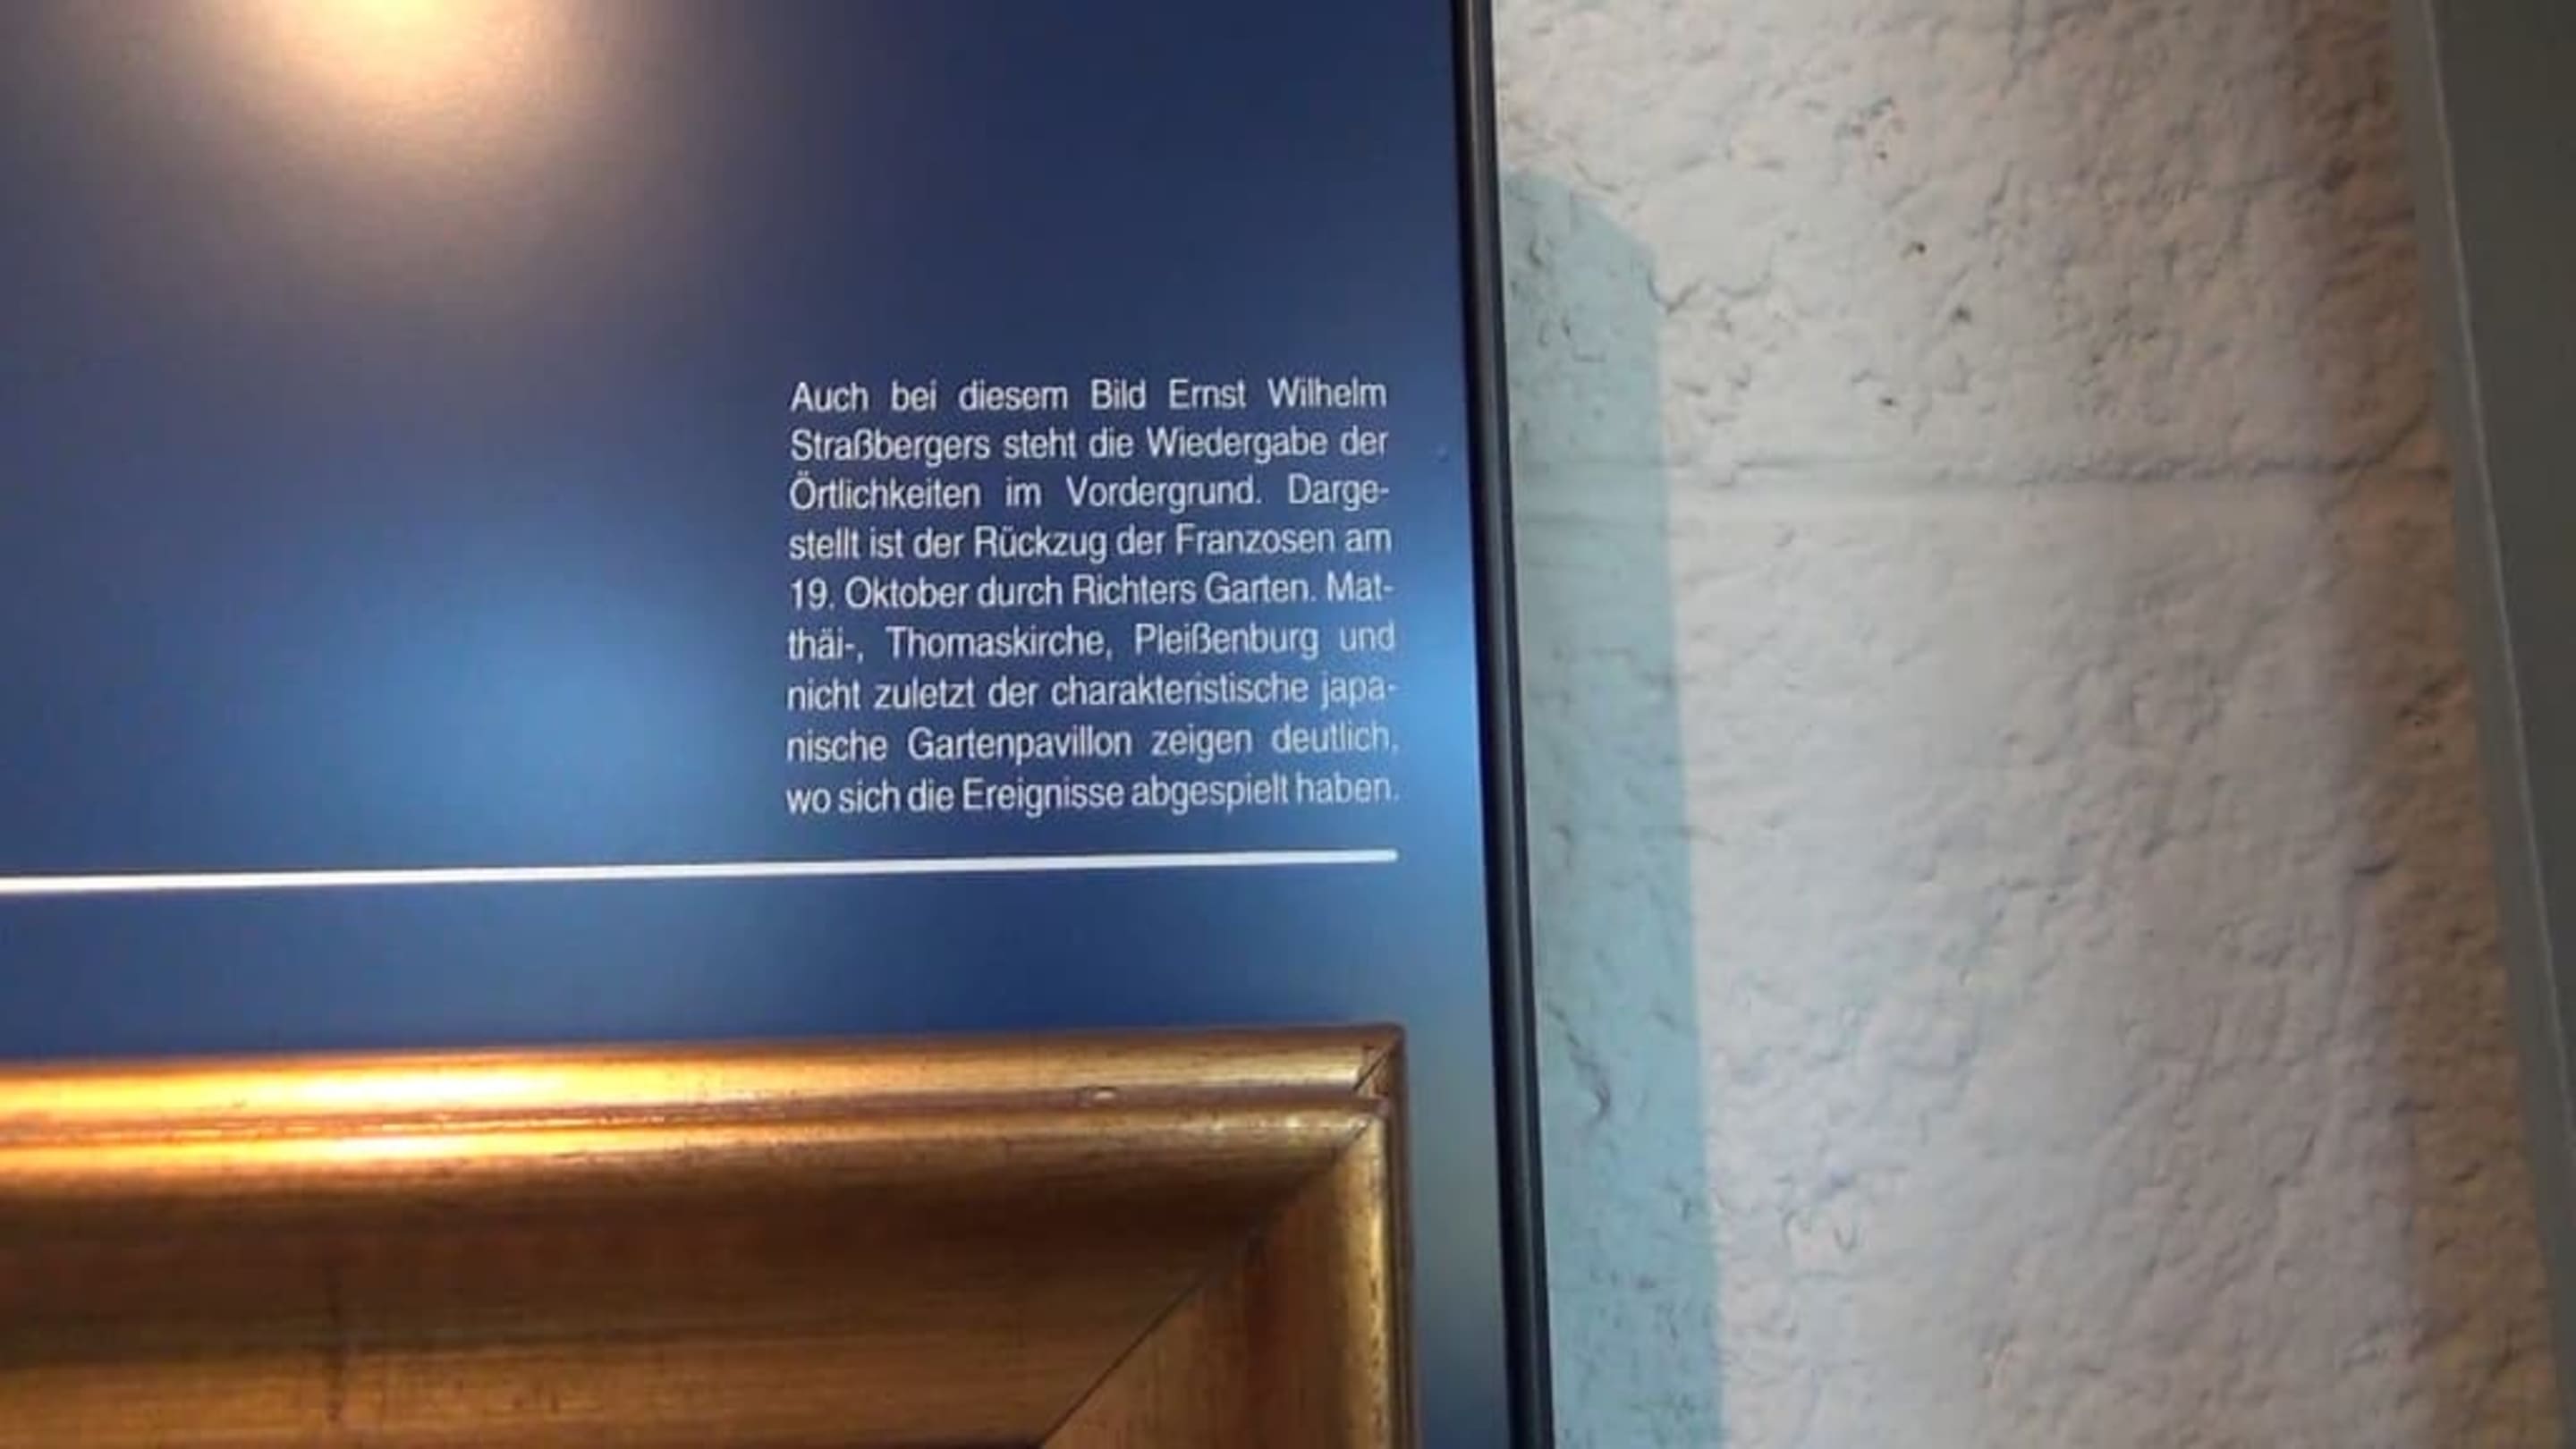 Auch bei diesem Bild Ernst Wilhelm
Straßbergers steht die Wiedergabe der
Örtlichkeiten im Vordergrund. Darge-
stellt ist der Rückzug der Franzosen am
19. Oktober durch Richters Garten. Mat-
thäi-, Thomaskirche, Pleißenburg und
nicht zuletzt der charakteristische japa-
nische Gartenpavillon zeigen deutlich,
wo sich die Ereignisse abgespielt haben.